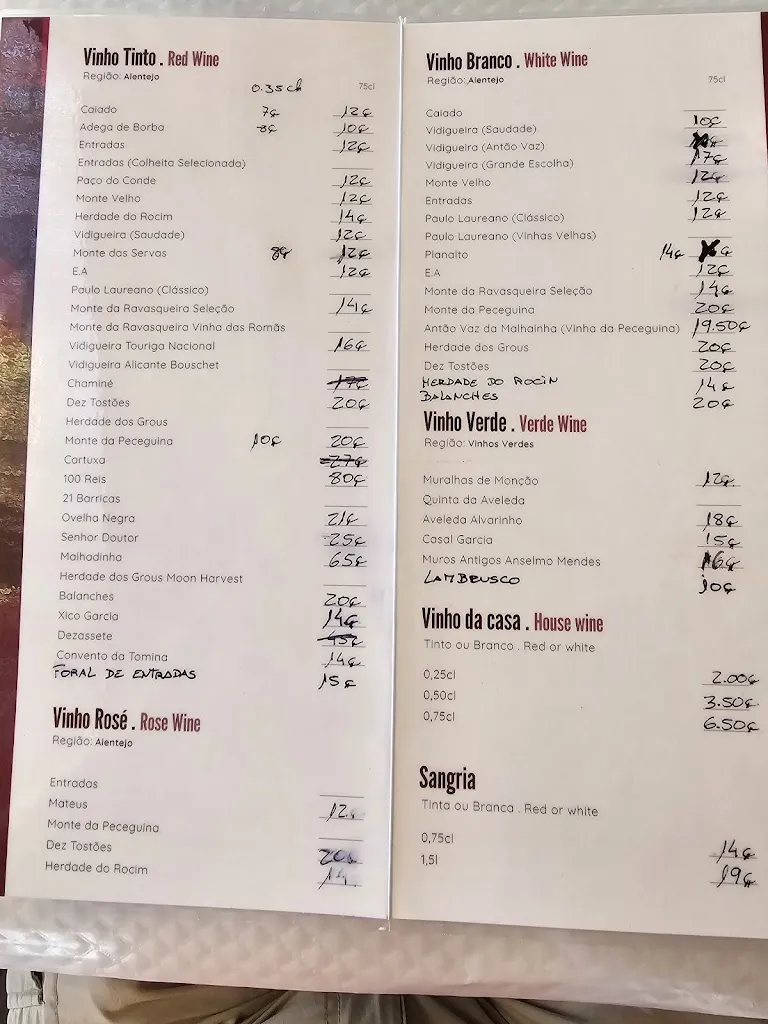 Vinho Tinto . Red Wine
Região: Alentejo 0.35cl 75cl
Caiado 7€ 12€
Adega de Borba 8€ 10€
Entradas 12€
Entradas (Colheita Selecionada)
Paço do Conde 12€
Monte Velho 12€
Herdade do Rocim 14€
Vidigueira (Saudade) 12€
Monte das Servas 8€ 12€
E.A 12€
Paulo Laureano (Clássico)
Monte da Ravasqueira Seleção 14€
Monte da Ravasqueira Vinha das Romãs
Vidigueira Touriga Nacional 16€
Vidigueira Alicante Bouschet
Chaminé 17€
Dez Tostões 20€
Herdade dos Grous
Monte da Peceguina 10€ 20€
Cartuxa 27€
100 Reis 80€
21 Barricas
Ovelha Negra 21€
Senhor Doutor 25€
Malhadinha 65€
Herdade dos Grous Moon Harvest
Balanches 20€
Xico Garcia 14€
Dezassete 45€
Convento da Tomina 14€
FORAL DE ENTRADAS 15€
Vinho Rosé . Rose Wine
Região: Alentejo
Entradas
Mateus 12€
Monte da Peceguina
Dez Tostões 20€
Herdade do Rocim 14
Vinho Branco . White Wine
Região: Alentejo 75cl
Caiado 10€
Vidigueira (Saudade)
Vidigueira (Antão Vaz) 17€
Vidigueira (Grande Escolha)
Monte Velho 12€
Entradas 12€
Paulo Laureano (Clássico) 12€
Paulo Laureano (Vinhas Velhas)
Planalto 14€
E.A 12€
Monte da Ravasqueira Seleção 14€
Monte da Peceguina 20€
Antão Vaz da Malhainha (Vinha da Peceguina) 19.50€
Herdade dos Grous 20€
Dez Tostões 20€
HERDADE DO ROCIN 14€
BALANCHES 20€
Vinho Verde . Verde Wine
Região: Vinhos Verdes
Muralhas de Monção 12€
Quinta da Aveleda
Aveleda Alvarinho 18€
Casal Garcia 15€
Muros Antigos Anselmo Mendes 16€
LAMBRUSCO 10€
Vinho da casa . House wine
Tinto ou Branco . Red or white
0,25cl 2.00€
0,50cl 3.50€
0,75cl 6.50€
Sangria
Tinta ou Branca . Red or white
0,75cl 14€
1,5l 19€